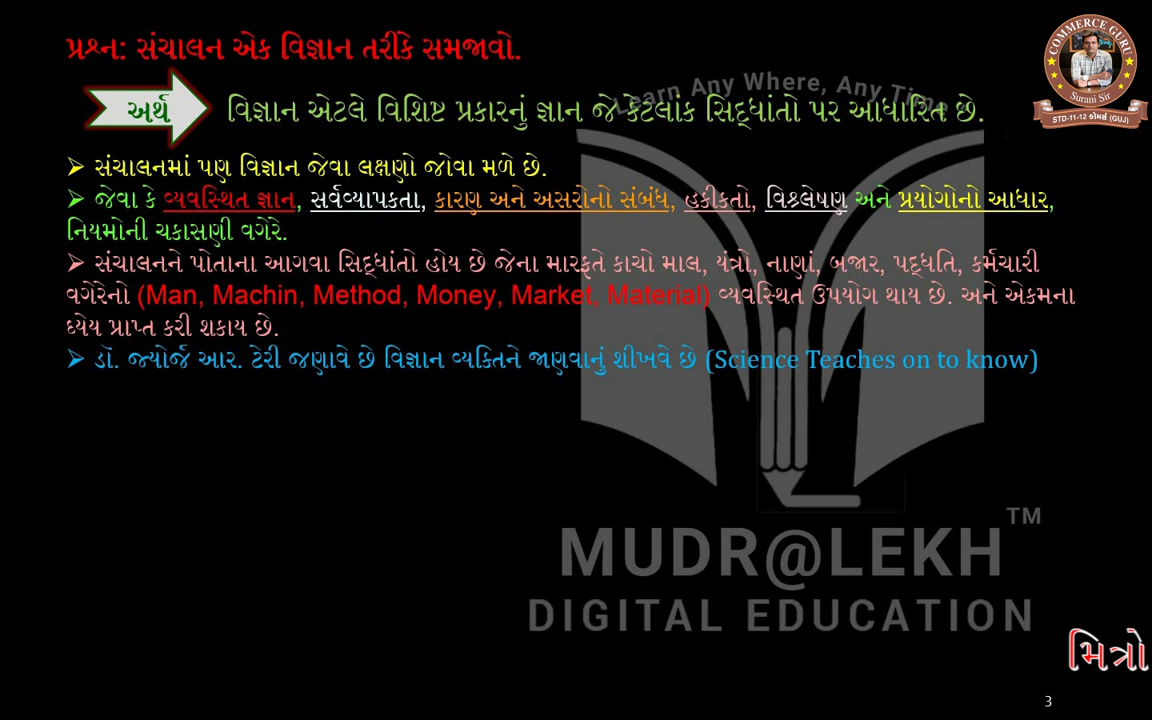 પ્રશ્ન: સંચાલન એક વિજ્ઞાન તરીકે સમજાવો.
COMMERCE GURU
Surani Sir
STD-11-12 કોમર્સ (GUJ)
Learn Any Where, Any Time
અર્થ વિજ્ઞાન એટલે વિશિષ્ટ પ્રકારનું જ્ઞાન જે કેટલાંક સિદ્ધાંતો પર આધારિત છે.
➢ સંચાલનમાં પણ વિજ્ઞાન જેવા લક્ષણો જોવા મળે છે.
➢ જેવા કે વ્યવસ્થિત જ્ઞાન, સર્વવ્યાપકતા, કારણ અને અસરોનો સંબંધ, હકીકતો, વિશ્લેષણ અને પ્રયોગોનો આધાર,
નિયમોની ચકાસણી વગેરે.
➢ સંચાલનને પોતાના આગવા સિદ્ધાંતો હોય છે જેના મારફતે કાચો માલ, યંત્રો, નાણાં, બજાર, પદ્ધતિ, કર્મચારી
વગેરેનો (Man, Machin, Method, Money, Market, Material) વ્યવસ્થિત ઉપયોગ થાય છે. અને એકમના
ધ્યેય પ્રાપ્ત કરી શકાય છે.
➢ ડૉ. જ્યોર્જ આર. ટેરી જણાવે છે વિજ્ઞાન વ્યક્તિને જાણવાનું શીખવે છે (Science Teaches on to know)
TM
MUDR@LEKH
DIGITAL EDUCATION
મિત્રો
3